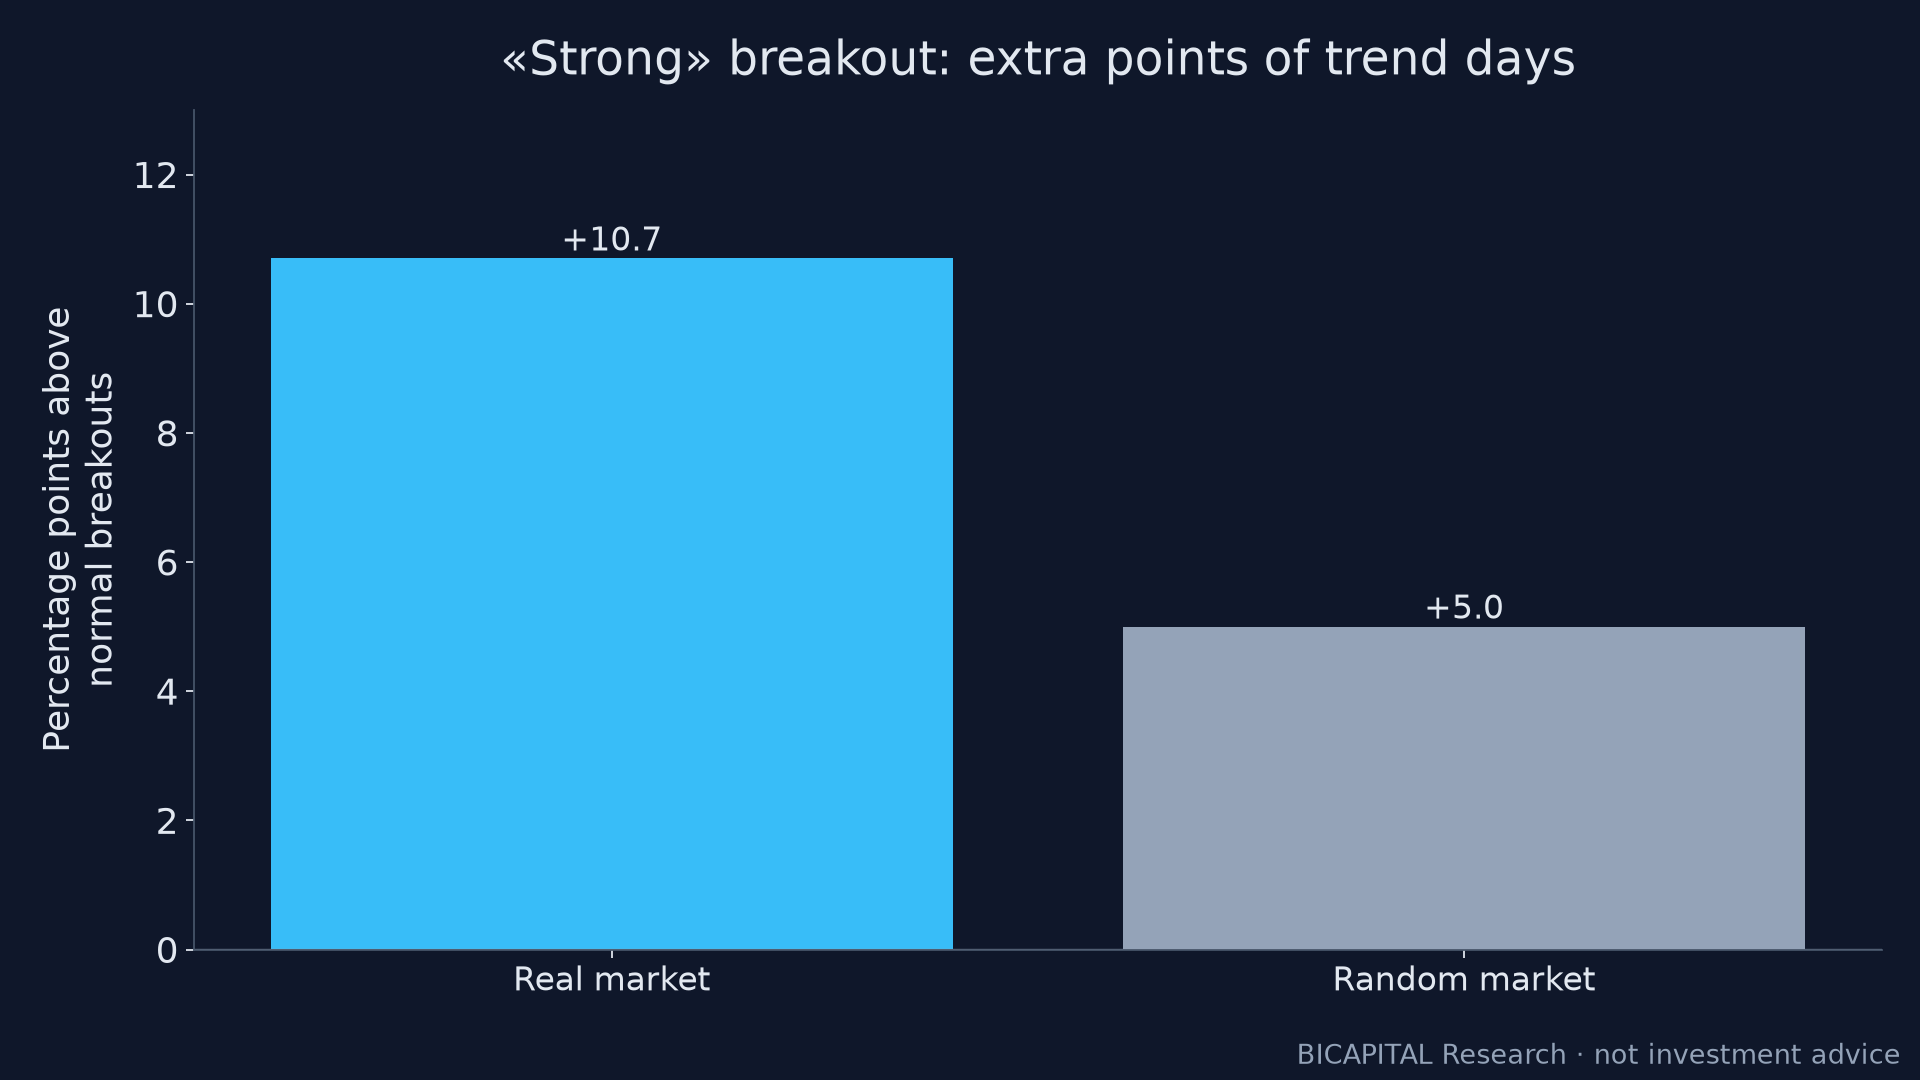 «Strong» breakout: extra points of trend days
Percentage points above
normal breakouts
12
10
8
6
4
2
0
+10.7
+5.0
Real market
Random market
BICAPITAL Research · not investment advice